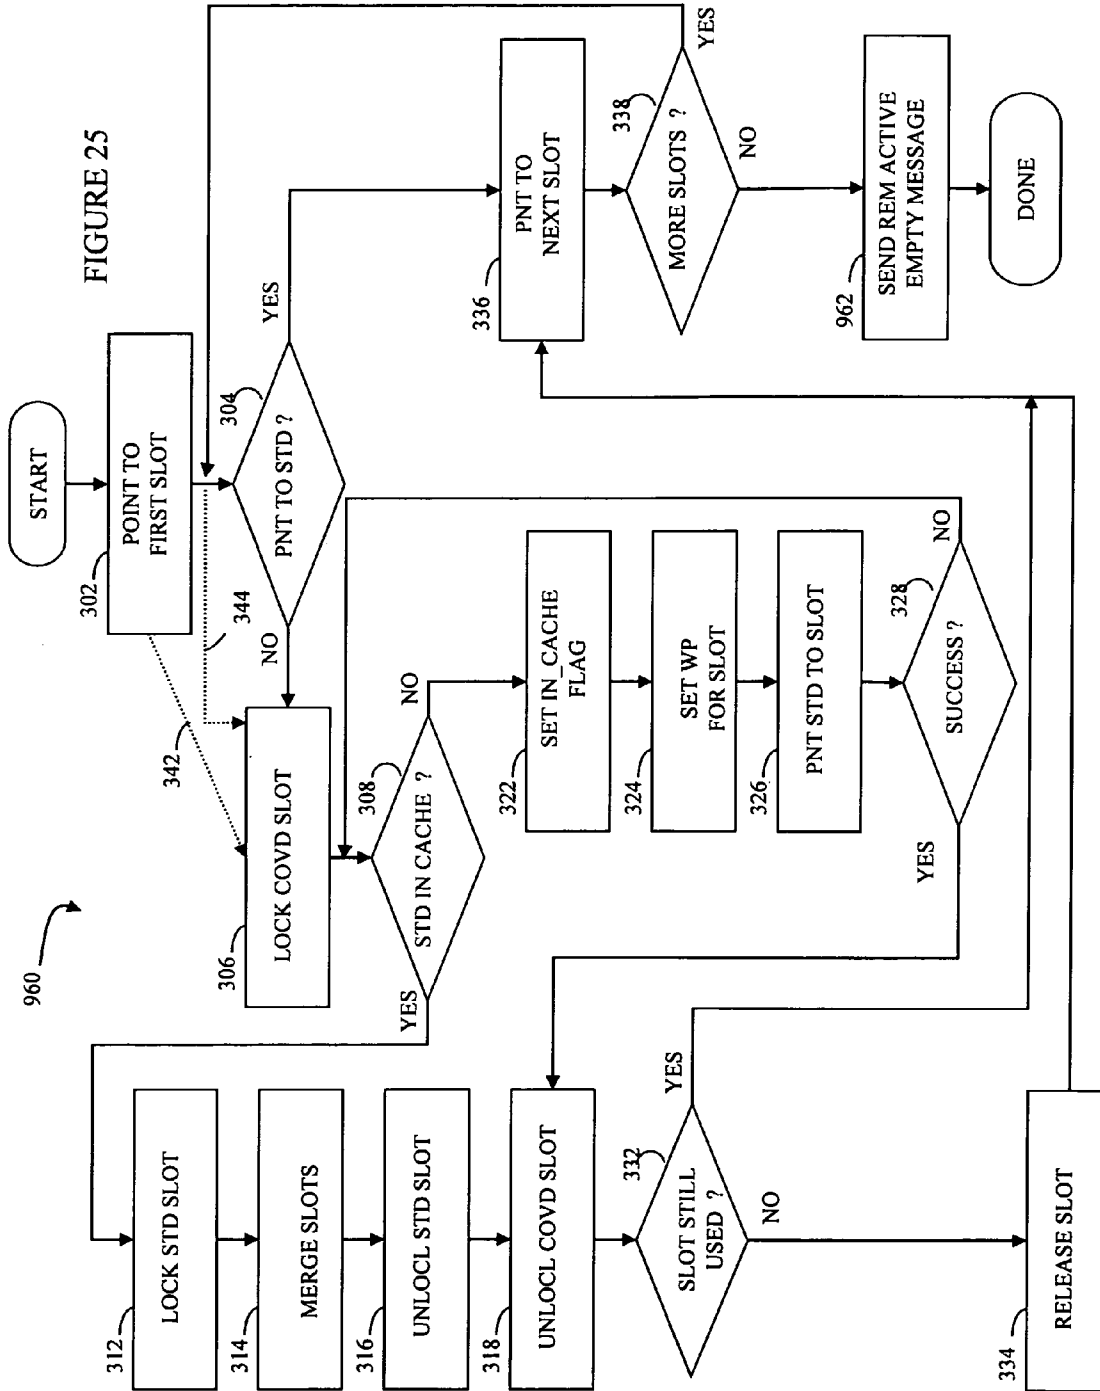 FIGURE 25
960
START
302
POINT TO
FIRST SLOT
342
344
304
PNT TO STD ?
YES
NO
306
LOCK COVD SLOT
308
STD IN CACHE ?
YES
NO
312
LOCK STD SLOT
314
MERGE SLOTS
316
UNLOCL STD SLOT
318
UNLOCL COVD SLOT
322
SET IN_CACHE
FLAG
324
SET WP
FOR SLOT
326
PNT STD TO SLOT
328
SUCCESS ?
NO
YES
332
SLOT STILL
USED ?
YES
NO
334
RELEASE SLOT
336
PNT TO
NEXT SLOT
338
MORE SLOTS ?
YES
NO
962
SEND REM ACTIVE
EMPTY MESSAGE
DONE